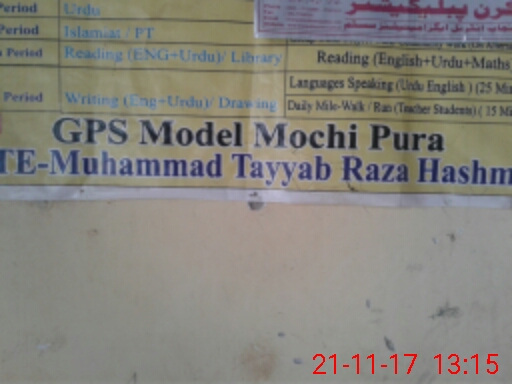 Period Urdu
Period Islamiat / PT
Period Reading (ENG+Urdu)/ Library
Period Writing (Eng+Urdu)/ Drawing
Reading (English+Urdu+Maths)
Languages Speaking (Urdu English ) (25 Min
Daily Mile-Walk / Run (Teacher Students) ( 15 Mi
GPS Model Mochi Pura
TE-Muhammad Tayyab Raza Hashm
21-11-17 13:15